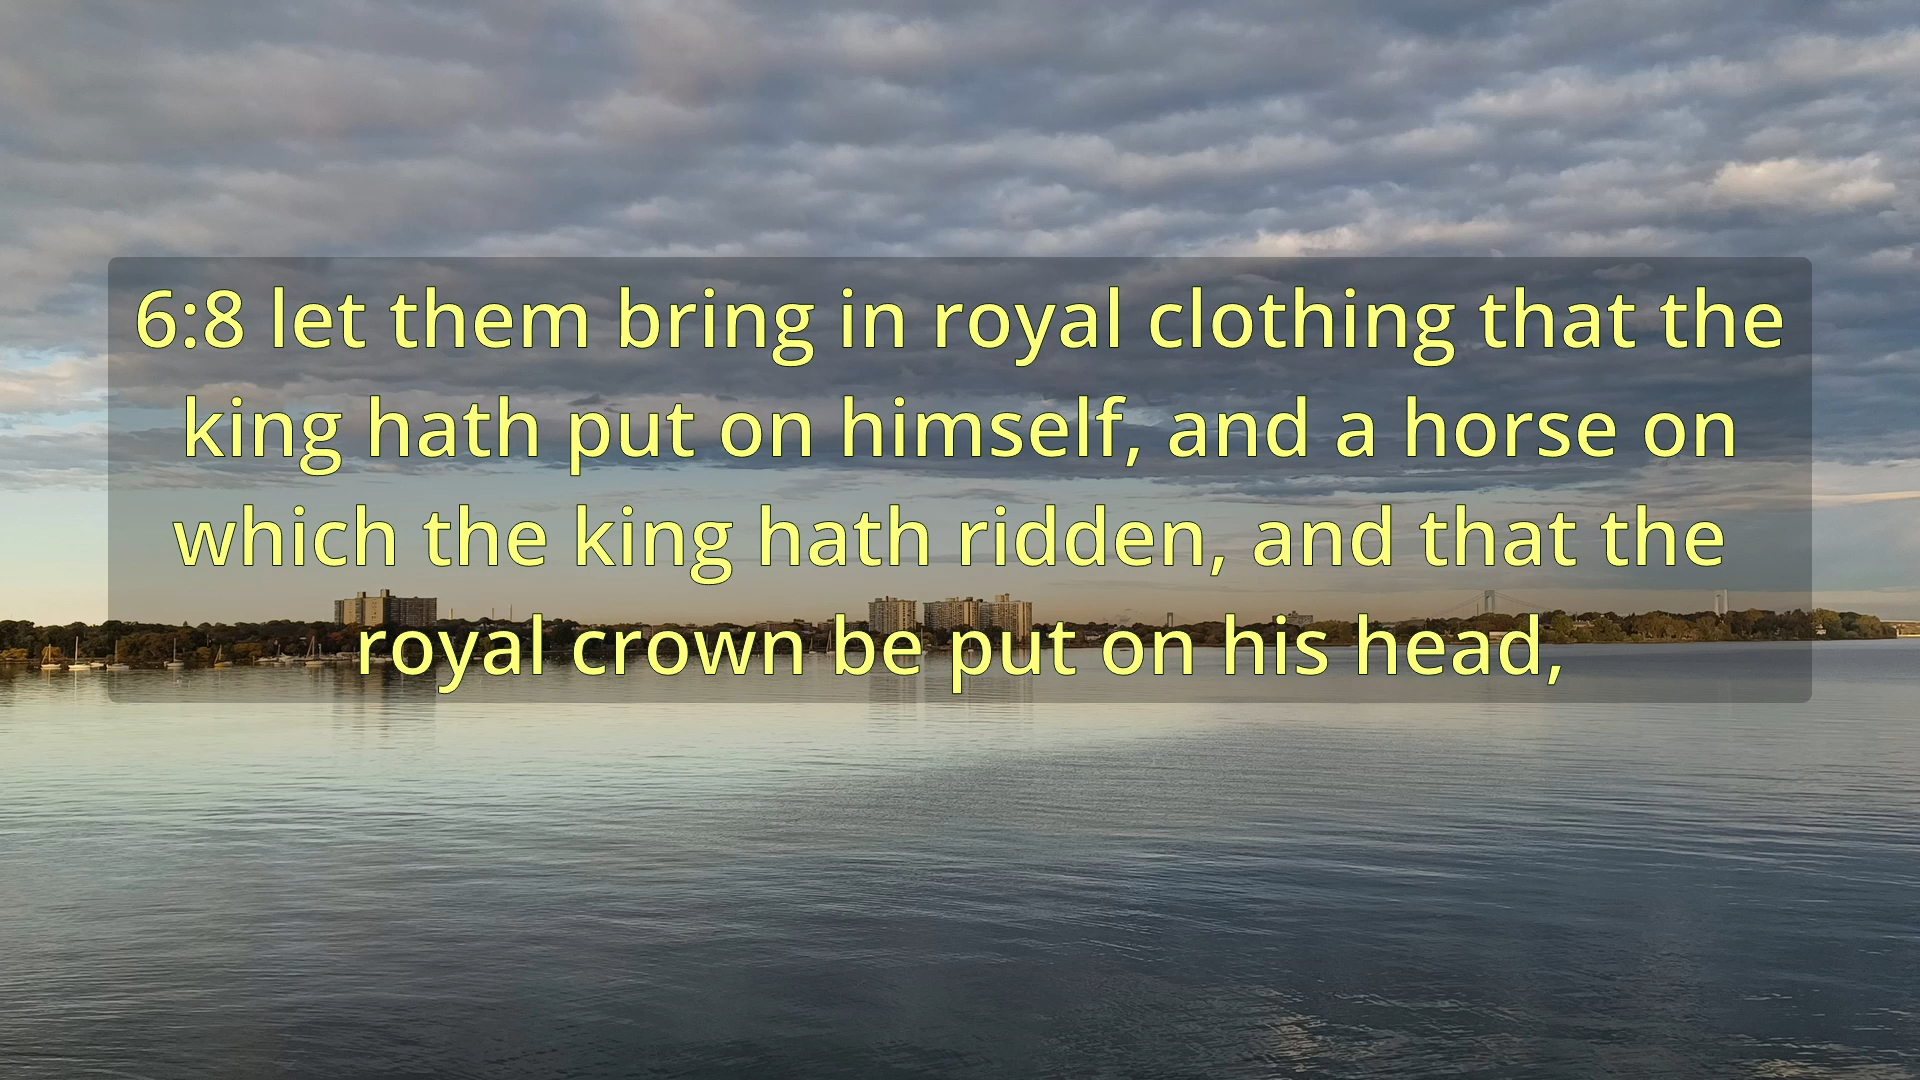 6:8 let them bring in royal clothing that the
king hath put on himself, and a horse on
which the king hath ridden, and that the
royal crown be put on his head,